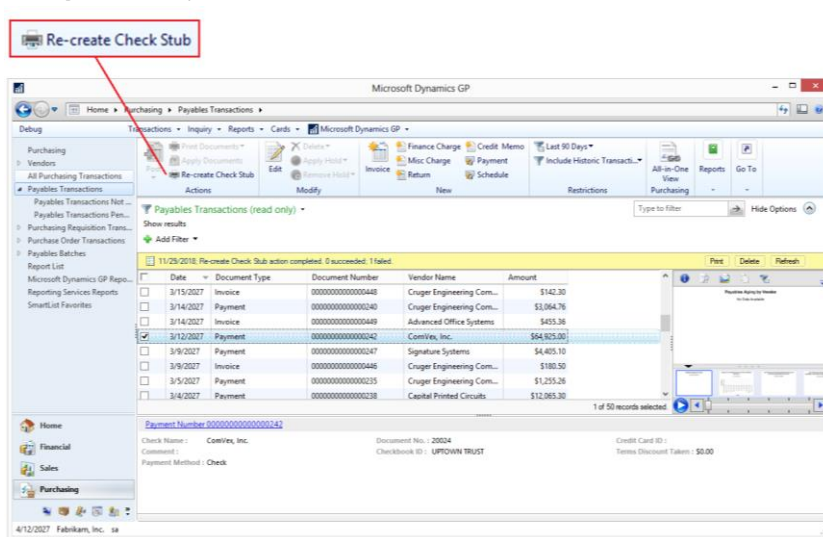 Re-create Check Stub
Microsoft Dynamics GP
Home Purchasing Payables Transactions
Debug Transactions Inquiry Reports Cards Microsoft Dynamics GP
Purchasing
Vendors
All Purchasing Transactions
Payables Transactions
Payables Transactions Not ...
Payables Transactions Pen...
Purchasing Requisition Trans...
Purchase Order Transactions
Payables Batches
Report List
Microsoft Dynamics GP Repo...
Reporting Services Reports
SmartList Favorites
Print Documents
Apply Documents
Re-create Check Stub
Actions
Edit
Delete
Apply Hold
Remove Hold
Modify
Invoice
Finance Charge Credit Memo
Misc Charge Payment
Return Schedule
New
Last 90 Days
Include Historic Transacti...
Restrictions
All-in-One View
Purchasing
Reports
Go To
Payables Transactions (read only)
Type to filter
Hide Options
Show results
Add Filter
11/29/2018; Re-create Check Stub action completed. 0 succeeded; 1 failed.
Print Delete Refresh
Date Document Type Document Number Vendor Name Amount
3/15/2027 Invoice 00000000000000448 Cruger Engineering Com... $142.30
3/14/2027 Payment 00000000000000240 Cruger Engineering Com... $3,064.76
3/14/2027 Invoice 00000000000000449 Advanced Office Systems $455.36
3/12/2027 Payment 00000000000000242 ComVex, Inc. $64,925.00
3/9/2027 Payment 00000000000000247 Signature Systems $4,405.10
3/9/2027 Invoice 00000000000000446 Cruger Engineering Com... $180.50
3/5/2027 Payment 00000000000000235 Cruger Engineering Com... $1,255.26
3/4/2027 Payment 00000000000000238 Capital Printed Circuits $12,065.30
1 of 50 records selected.
Payables Aging by Vendor
Home
Financial
Sales
Purchasing
Payment Number 00000000000000242
Check Name : ComVex, Inc. Document No. : 20024 Credit Card ID :
Comment : Checkbook ID : UPTOWN TRUST Terms Discount Taken : $0.00
Payment Method : Check
4/12/2027 Fabrikam, Inc. sa